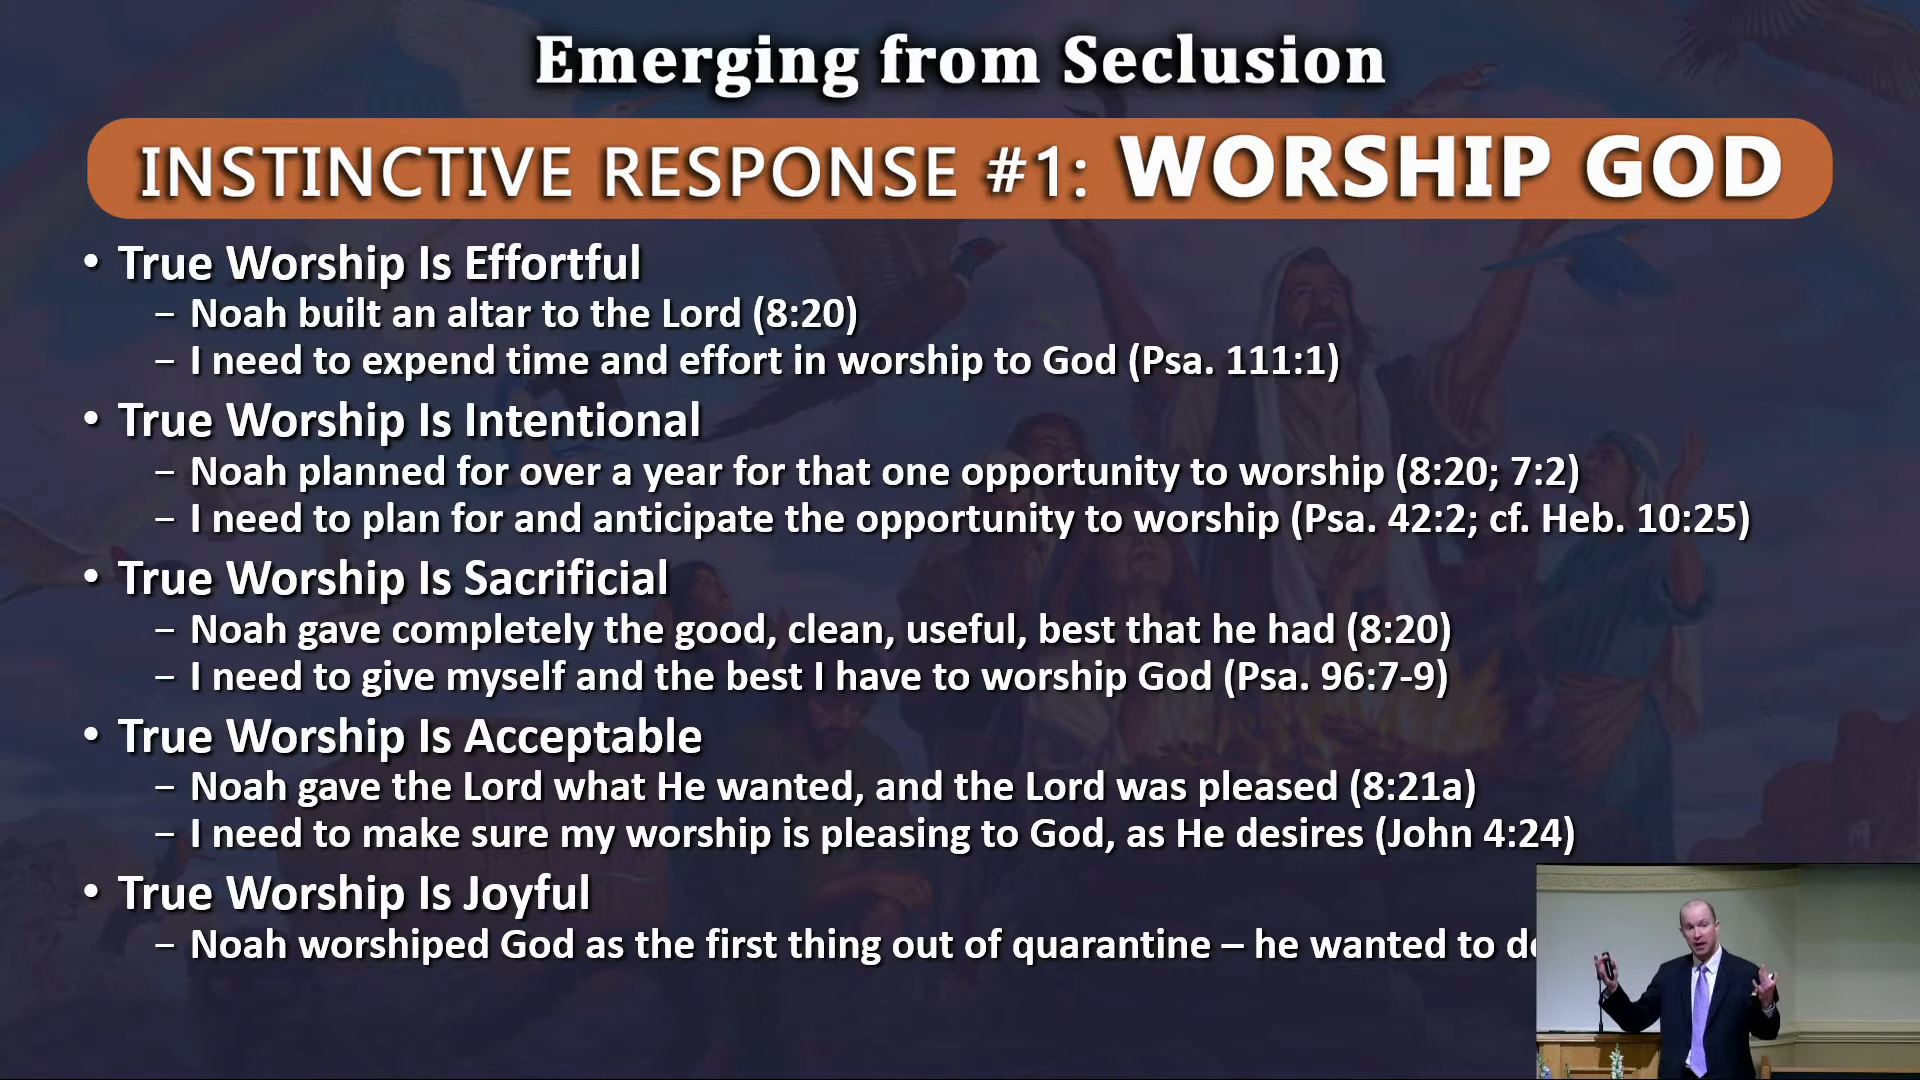 Emerging from Seclusion
INSTINCTIVE RESPONSE #1: WORSHIP GOD
• True Worship Is Effortful
– Noah built an altar to the Lord (8:20)
– I need to expend time and effort in worship to God (Psa. 111:1)
• True Worship Is Intentional
– Noah planned for over a year for that one opportunity to worship (8:20; 7:2)
– I need to plan for and anticipate the opportunity to worship (Psa. 42:2; cf. Heb. 10:25)
• True Worship Is Sacrificial
– Noah gave completely the good, clean, useful, best that he had (8:20)
– I need to give myself and the best I have to worship God (Psa. 96:7-9)
• True Worship Is Acceptable
– Noah gave the Lord what He wanted, and the Lord was pleased (8:21a)
– I need to make sure my worship is pleasing to God, as He desires (John 4:24)
• True Worship Is Joyful
– Noah worshiped God as the first thing out of quarantine – he wanted to